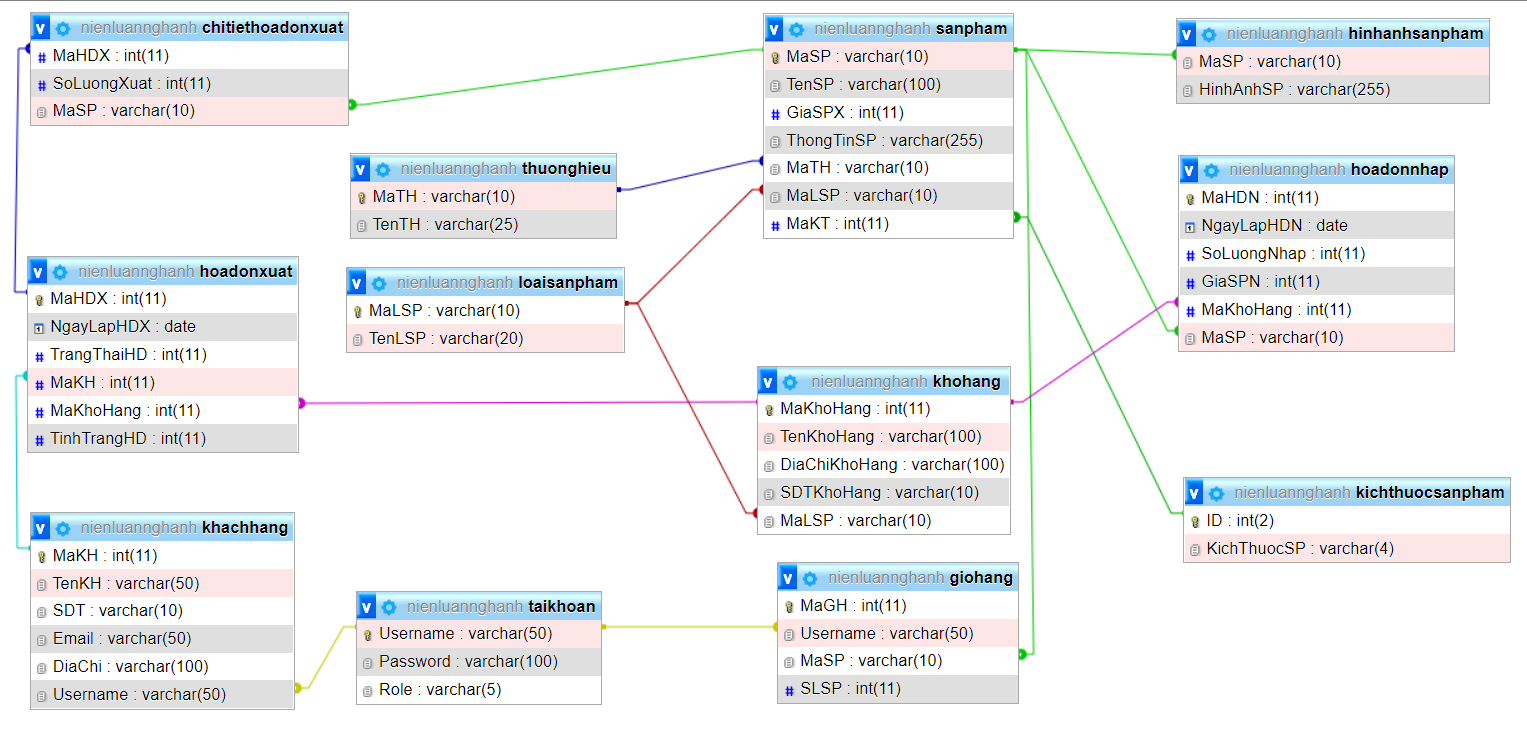 nienluannghanh chitiethoadonxuat
MaHDX : int(11)
SoLuongXuat : int(11)
MaSP : varchar(10)
nienluannghanh sanpham
MaSP : varchar(10)
TenSP : varchar(100)
GiaSPX : int(11)
ThongTinSP : varchar(255)
MaTH : varchar(10)
MaLSP : varchar(10)
MaKT : int(11)
nienluannghanh hinhanhsanpham
MaSP : varchar(10)
HinhAnhSP : varchar(255)
nienluannghanh thuonghieu
MaTH : varchar(10)
TenTH : varchar(25)
nienluannghanh hoadonnhap
MaHDN : int(11)
NgayLapHDN : date
SoLuongNhap : int(11)
GiaSPN : int(11)
MaKhoHang : int(11)
MaSP : varchar(10)
nienluannghanh hoadonxuat
MaHDX : int(11)
NgayLapHDX : date
TrangThaiHD : int(11)
MaKH : int(11)
MaKhoHang : int(11)
TinhTrangHD : int(11)
nienluannghanh loaisanpham
MaLSP : varchar(10)
TenLSP : varchar(20)
nienluannghanh khohang
MaKhoHang : int(11)
TenKhoHang : varchar(100)
DiaChiKhoHang : varchar(100)
SDTKhoHang : varchar(10)
MaLSP : varchar(10)
nienluannghanh kichthuocsanpham
ID : int(2)
KichThuocSP : varchar(4)
nienluannghanh khachhang
MaKH : int(11)
TenKH : varchar(50)
SDT : varchar(10)
Email : varchar(50)
DiaChi : varchar(100)
Username : varchar(50)
nienluannghanh taikhoan
Username : varchar(50)
Password : varchar(100)
Role : varchar(5)
nienluannghanh giohang
MaGH : int(11)
Username : varchar(50)
MaSP : varchar(10)
SLSP : int(11)